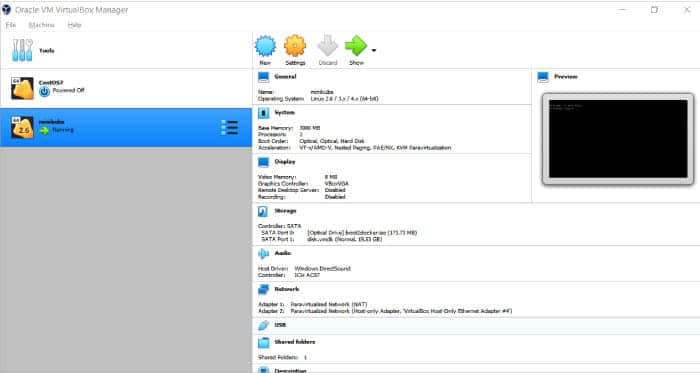 Oracle VM VirtualBox Manager
File Machine Help
Tools
New Settings Discard Show
CentOS7
Powered Off
minikube
Running
General
Name: minikube
Operating System: Linux 2.6 / 3.x / 4.x (64-bit)
System
Base Memory: 3000 MB
Processors: 2
Boot Order: Optical, Optical, Hard Disk
Acceleration: VT-x/AMD-V, Nested Paging, PAE/NX, KVM Paravirtualization
Display
Video Memory: 8 MB
Graphics Controller: VBoxVGA
Remote Desktop Server: Disabled
Recording: Disabled
Storage
Controller: SATA
SATA Port 0: [Optical Drive] boot2docker.iso (173.73 MB)
SATA Port 1: disk.vmdk (Normal, 19.53 GB)
Audio
Host Driver: Windows DirectSound
Controller: ICH AC97
Network
Adapter 1: Paravirtualized Network (NAT)
Adapter 2: Paravirtualized Network (Host-only Adapter, 'VirtualBox Host-Only Ethernet Adapter #4')
USB
Shared folders
Shared Folders: 1
Description
Preview